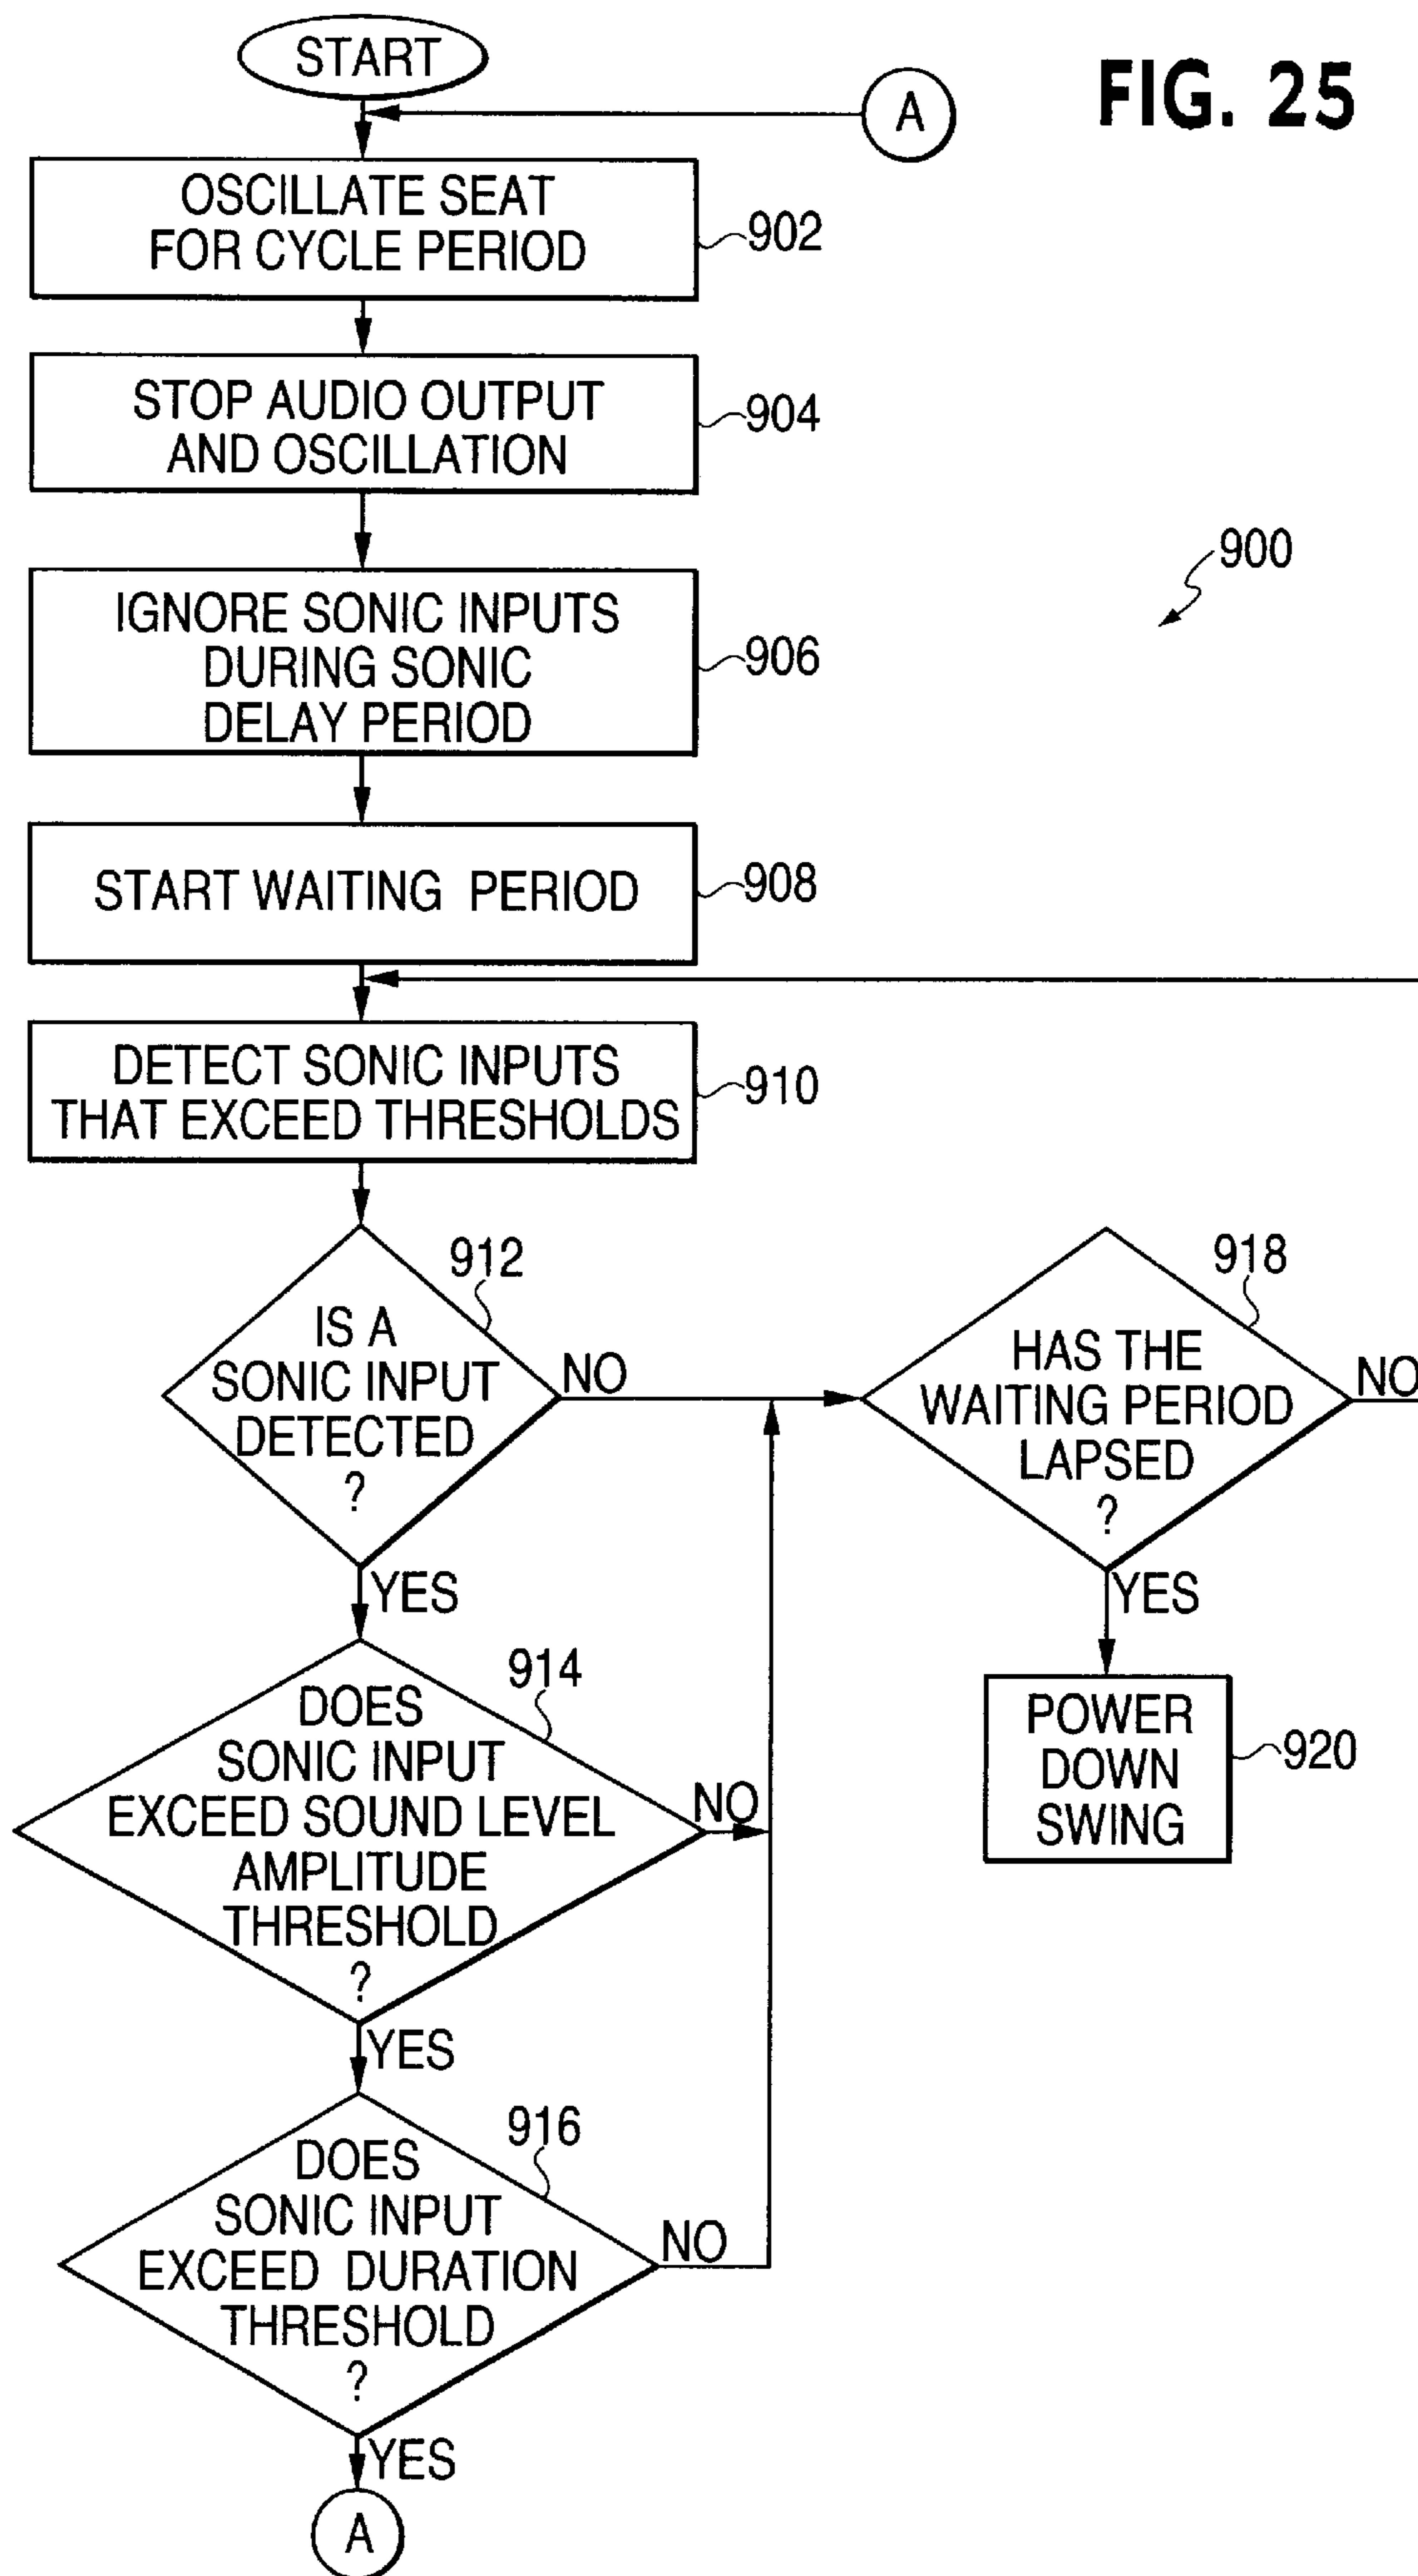 START
A
FIG. 25
OSCILLATE SEAT
FOR CYCLE PERIOD
902
STOP AUDIO OUTPUT
AND OSCILLATION
904
900
IGNORE SONIC INPUTS
DURING SONIC
DELAY PERIOD
906
START WAITING PERIOD
908
DETECT SONIC INPUTS
THAT EXCEED THRESHOLDS
910
912
IS A
SONIC INPUT
DETECTED
?
NO
YES
918
HAS THE
WAITING PERIOD
LAPSED
?
NO
YES
914
DOES
SONIC INPUT
EXCEED SOUND LEVEL
AMPLITUDE
THRESHOLD
?
NO
YES
POWER
DOWN
SWING
920
916
DOES
SONIC INPUT
EXCEED DURATION
THRESHOLD
?
NO
YES
A